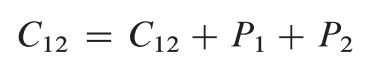 C₁₂ = C₁₂ + P₁ + P₂